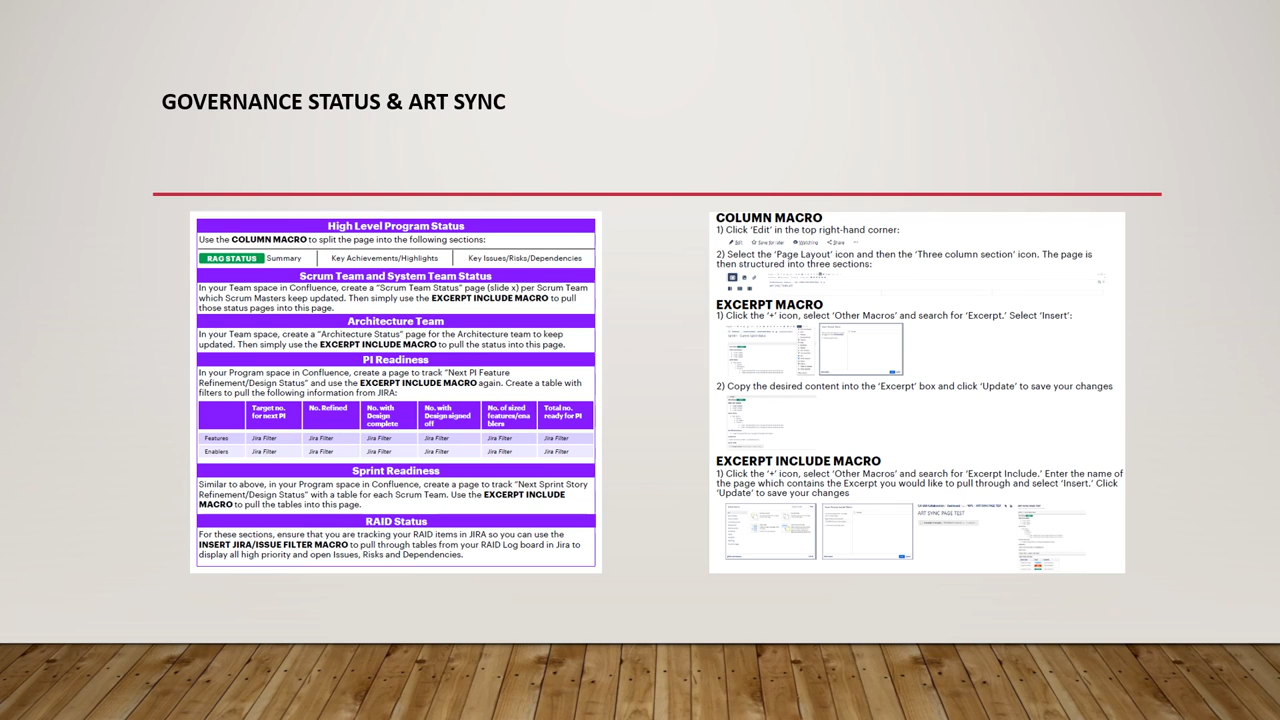 GOVERNANCE STATUS & ART SYNC
High Level Program Status
Use the COLUMN MACRO to split the page into the following sections:
RAG STATUS Summary
Key Achievements/Highlights
Key Issues/Risks/Dependencies
Scrum Team and System Team Status
In your Team space in Confluence, create a "Scrum Team Status" page (slide x) per Scrum Team
which Scrum Masters keep updated. Then simply use the EXCERPT INCLUDE MACRO to pull
those status pages into this page.
Architecture Team
In your Team space, create a "Architecture Status" page for the Architecture team to keep
updated. Then simply use the EXCERPT INCLUDE MACRO to pull the status into this page.
PI Readiness
In your Program space in Confluence, create a page to track "Next PI Feature
Refinement/Design Status" and use the EXCERPT INCLUDE MACRO again. Create a table with
filters to pull the following information from JIRA:
Target no. for next PI
No. Refined
No. with Design complete
No. with Design signed off
No. of sized features/ena blers
Total no. ready for PI
Features Jira Filter Jira Filter Jira Filter Jira Filter Jira Filter Jira Filter
Enablers Jira Filter Jira Filter Jira Filter Jira Filter Jira Filter Jira Filter
Sprint Readiness
Similar to above, in your Program space in Confluence, create a page to track "Next Sprint Story
Refinement/Design Status" with a table for each Scrum Team. Use the EXCERPT INCLUDE
MACRO to pull the tables into this page.
RAID Status
For these sections, ensure that you are tracking your RAID items in JIRA so you can use the
INSERT JIRA/ISSUE FILTER MACRO to pull through tables from your RAID Log board in Jira to
display all high priority and open Issues, Risks and Dependencies.
COLUMN MACRO
1) Click 'Edit' in the top right-hand corner:
Edit Save for later Watching Share ...
2) Select the 'Page Layout' icon and then the 'Three column section' icon. The page is
then structured into three sections:
EXCERPT MACRO
1) Click the '+' icon, select 'Other Macros' and search for 'Excerpt.' Select 'Insert':
2) Copy the desired content into the 'Excerpt' box and click 'Update' to save your changes
EXCERPT INCLUDE MACRO
1) Click the '+' icon, select 'Other Macros' and search for 'Excerpt Include.' Enter the name of
the page which contains the Excerpt you would like to pull through and select 'Insert.' Click
'Update' to save your changes
ART SYNC PAGE TEST